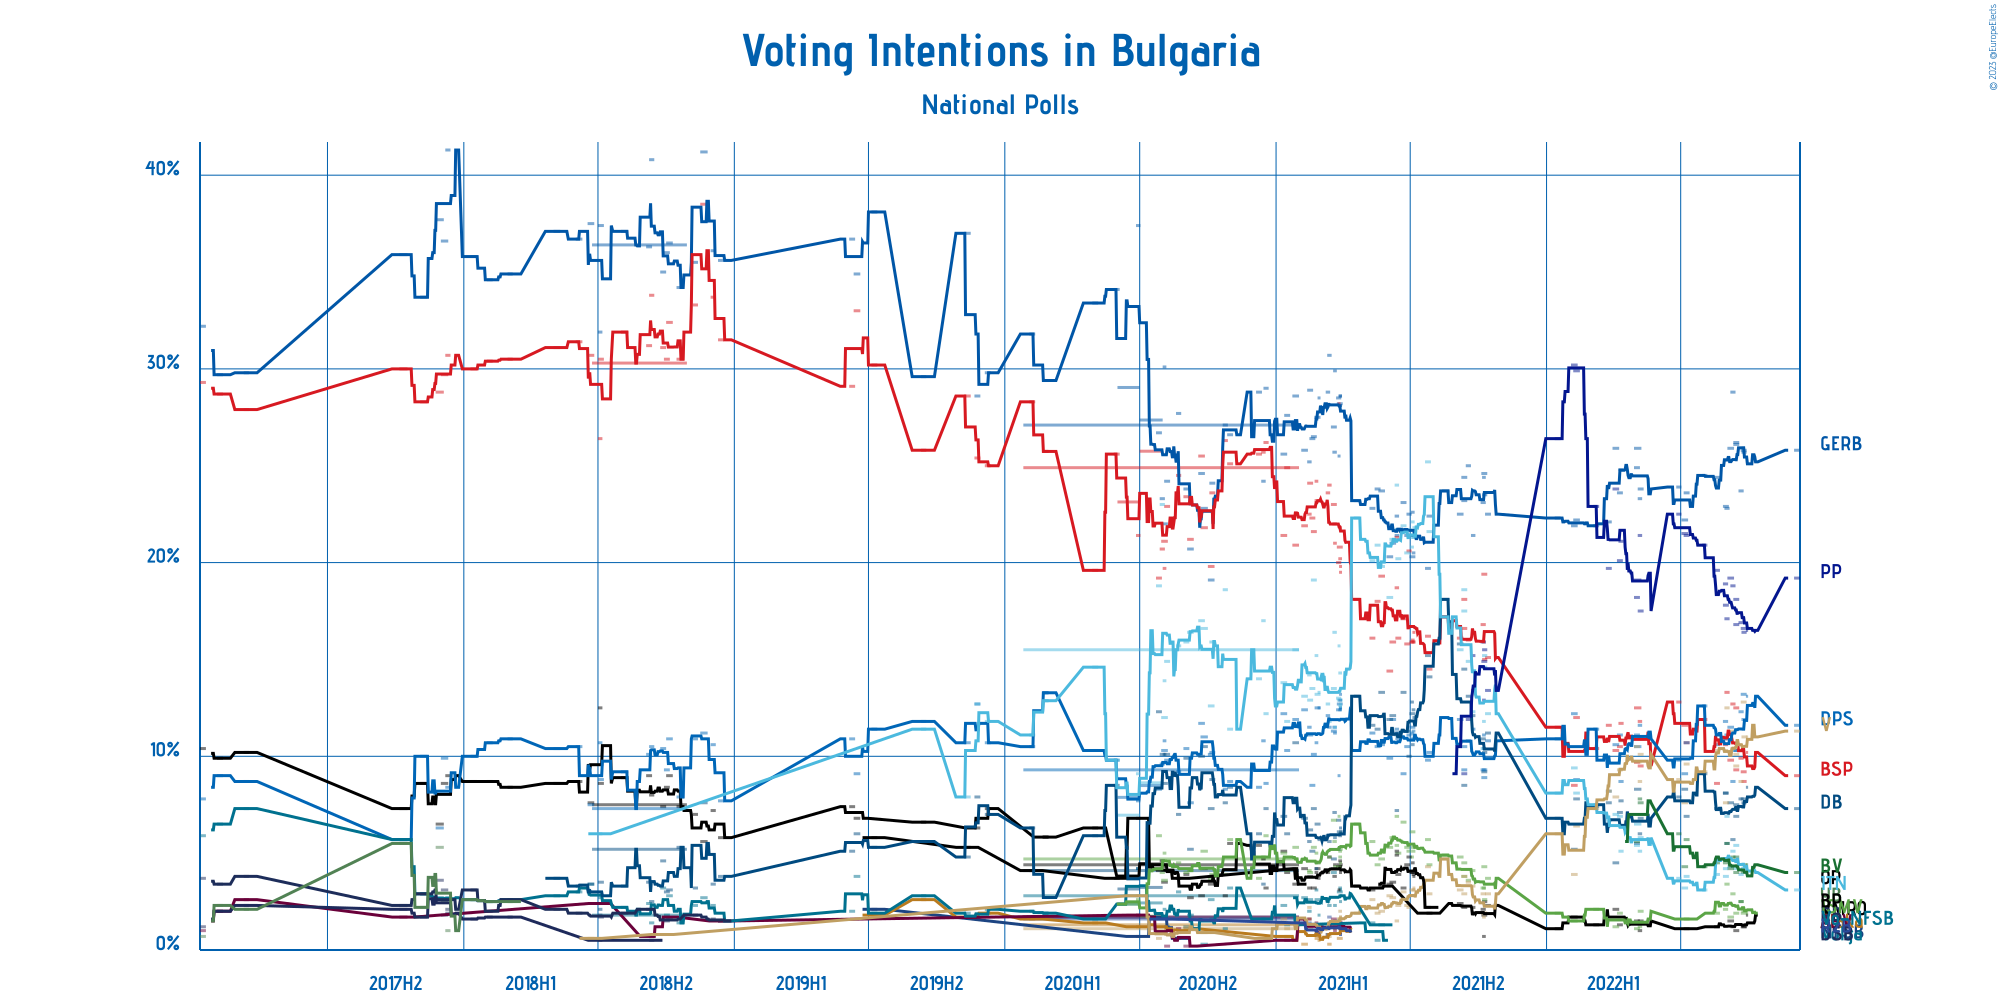 © 2023 @EuropeElects
Voting Intentions in Bulgaria
National Polls
40%
30%
20%
10%
0%
GERB
PP
DPS
V
BSP
DB
BV
2017H2
2018H1
2018H2
2019H1
2019H2
2020H1
2020H2
2021H1
2021H2
2022H1